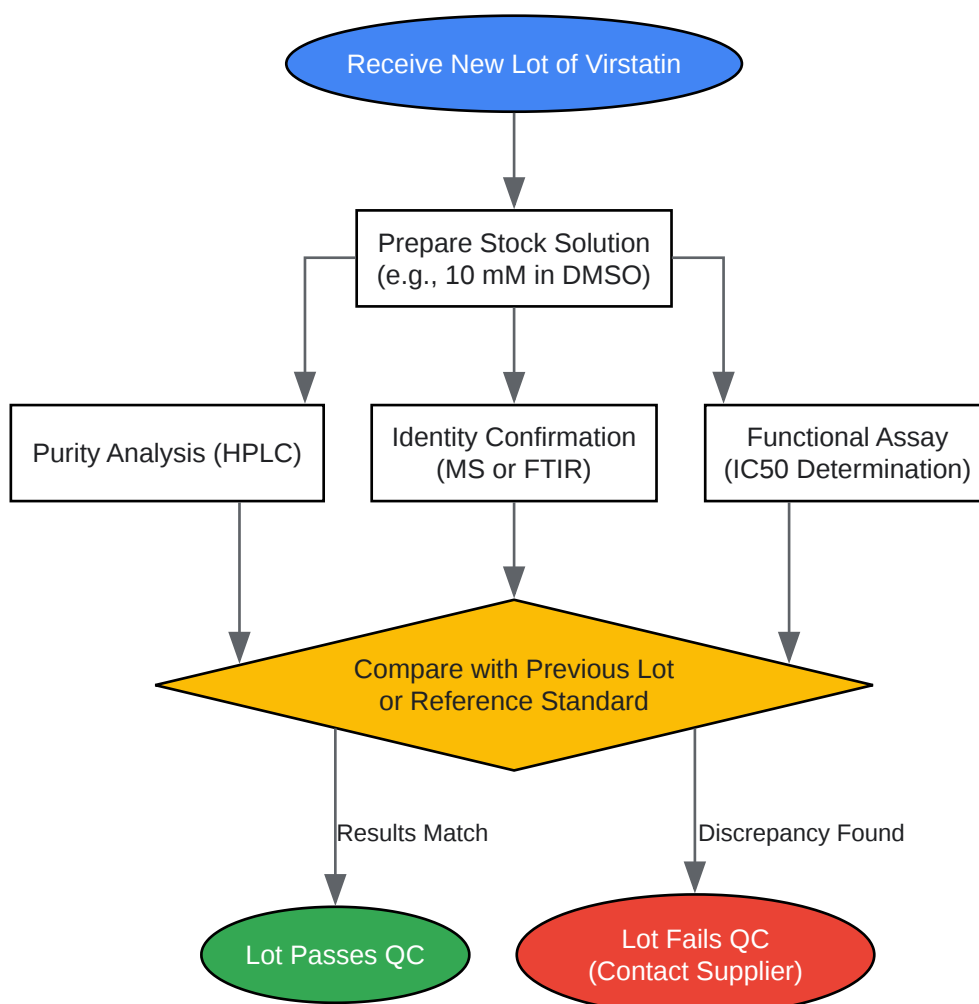 Receive New Lot of Virstatin
Prepare Stock Solution
(e.g., 10 mM in DMSO)
Purity Analysis (HPLC)
Identity Confirmation
(MS or FTIR)
Functional Assay
(IC50 Determination)
Compare with Previous Lot
or Reference Standard
Results Match
Discrepancy Found
Lot Passes QC
Lot Fails QC
(Contact Supplier)